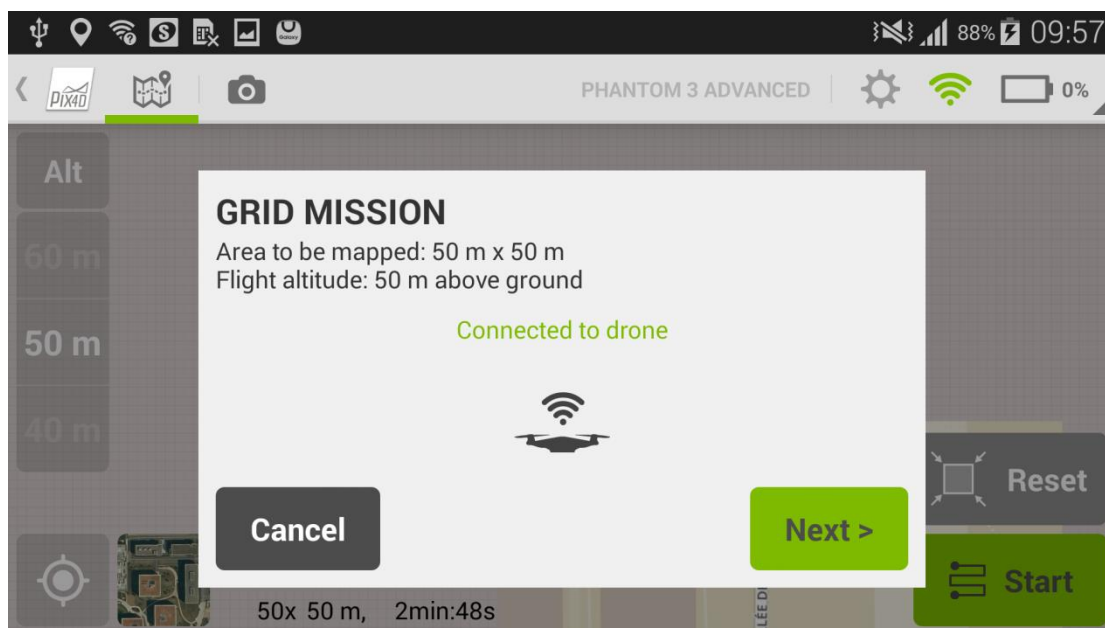 88% 09:57
PIX4D
PHANTOM 3 ADVANCED
0%
Alt
60 m
50 m
40 m
GRID MISSION
Area to be mapped: 50 m x 50 m
Flight altitude: 50 m above ground
Connected to drone
Cancel
Next >
Reset
Start
50x 50 m, 2min:48s